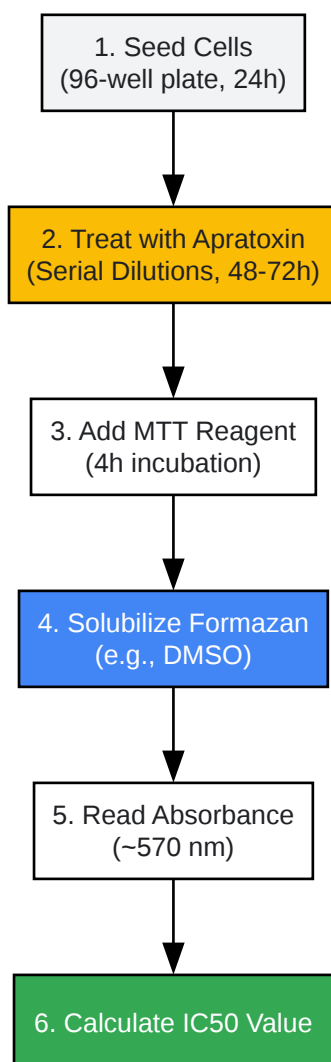 1. Seed Cells
(96-well plate, 24h)
2. Treat with Apratoxin
(Serial Dilutions, 48-72h)
3. Add MTT Reagent
(4h incubation)
4. Solubilize Formazan
(e.g., DMSO)
5. Read Absorbance
(~570 nm)
6. Calculate IC50 Value